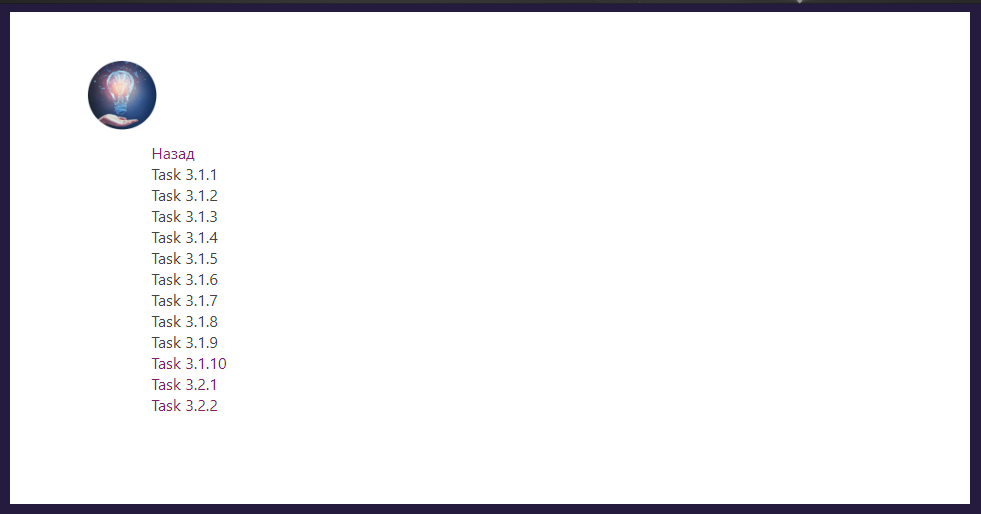 Назад
Task 3.1.1
Task 3.1.2
Task 3.1.3
Task 3.1.4
Task 3.1.5
Task 3.1.6
Task 3.1.7
Task 3.1.8
Task 3.1.9
Task 3.1.10
Task 3.2.1
Task 3.2.2